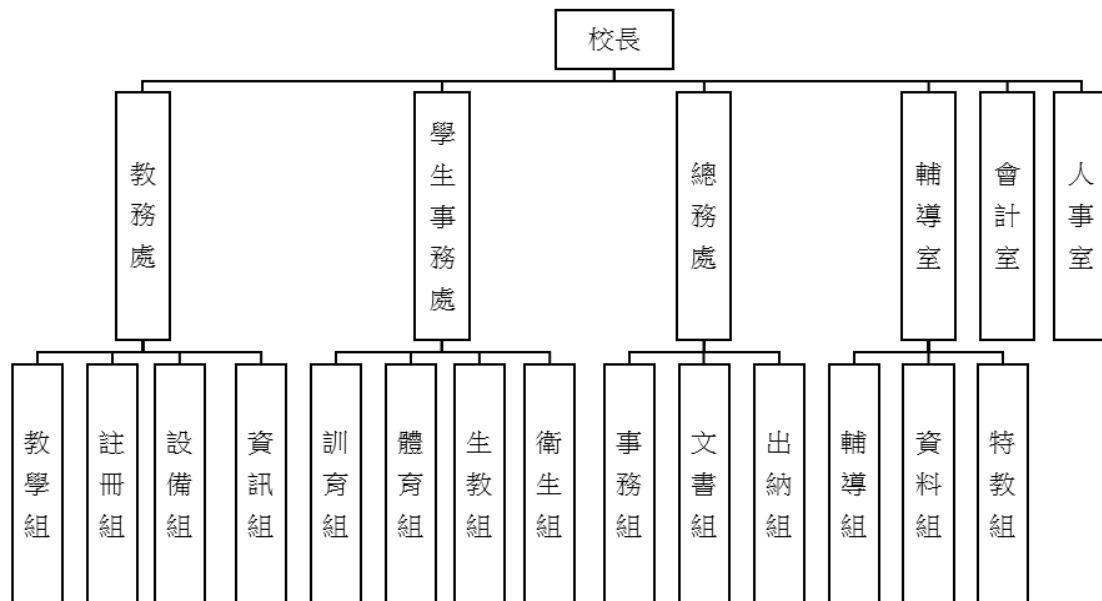 校長
教務處
學生事務處
總務處
輔導室
會計室
人事室
教學組
註冊組
設備組
資訊組
訓育組
體育組
生教組
衛生組
事務組
文書組
出納組
輔導組
資料組
特教組